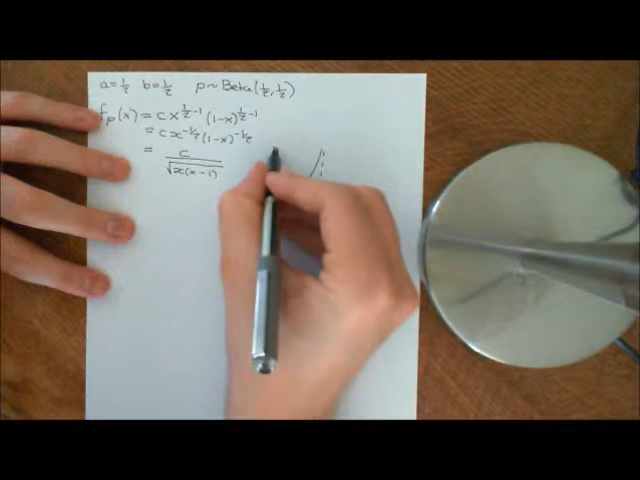 a=½ b=½ p~Beta(½,½)
fₚ(x) = c x^{½-1} (1-x)^{½-1}
= c x^{-½} (1-x)^{-½}
= c / √x(x-1)